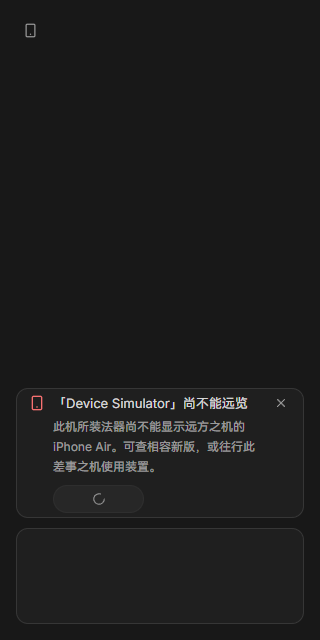 「Device Simulator」尚不能远览
此机所装法器尚不能显示远方之机的
iPhone Air。可查相容新版，或往行此
差事之机使用装置。